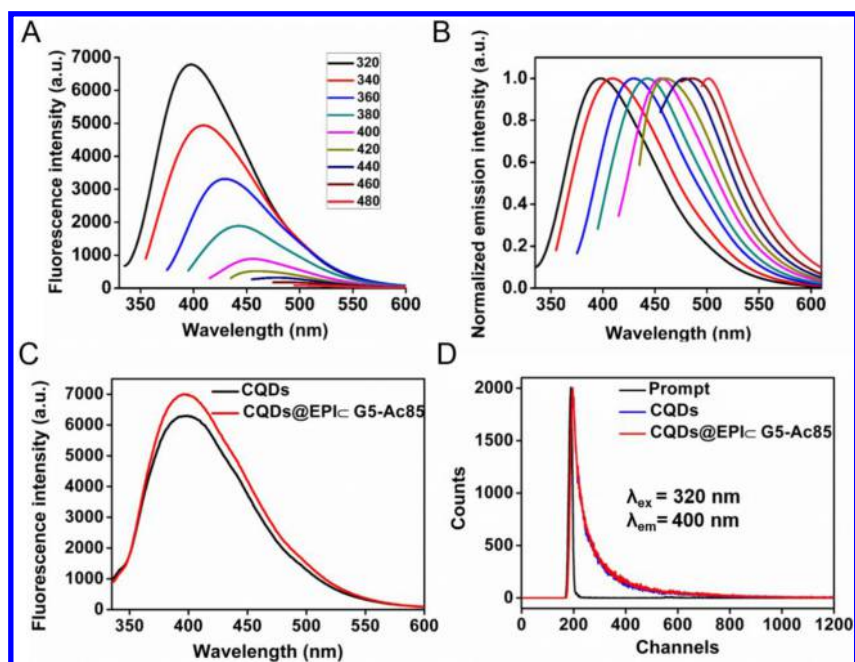 A
Fluorescence intensity (a.u.)
7000
6000
5000
4000
3000
2000
1000
0
350 400 450 500 550 600
Wavelength (nm)
320
340
360
380
400
420
440
460
480
B
Normalized emission intensity (a.u.)
1.0
0.8
0.6
0.4
0.2
0.0
350 400 450 500 550 600
Wavelength (nm)
C
Fluorescence intensity (a.u.)
7000
6000
5000
4000
3000
2000
1000
0
350 400 450 500 550 600
Wavelength (nm)
CQDs
CQDs@EPI⊂ G5-Ac85
D
Counts
2000
1500
1000
500
0
0 200 400 600 800 1000 1200
Channels
Prompt
CQDs
CQDs@EPI⊂ G5-Ac85
λex = 320 nm
λem = 400 nm